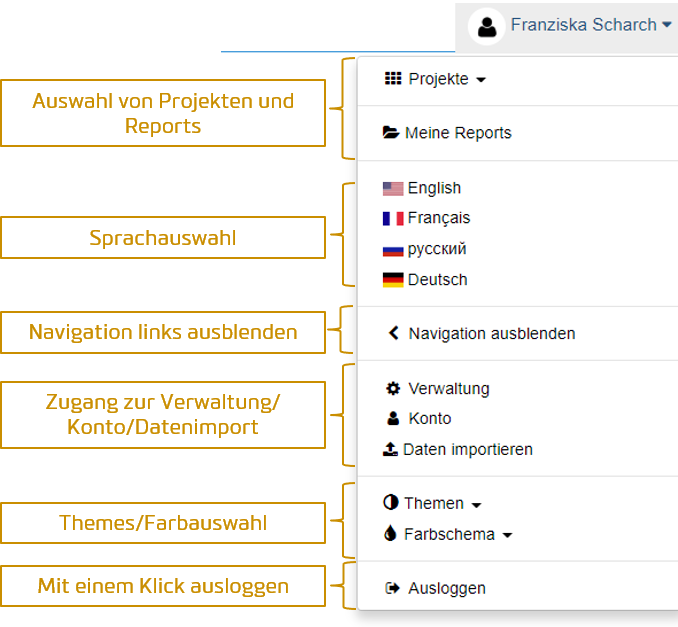 Franziska Scharch
Auswahl von Projekten und
Reports
Projekte
Meine Reports
Sprachauswahl
English
Français
русский
Deutsch
Navigation links ausblenden
Navigation ausblenden
Zugang zur Verwaltung/
Konto/Datenimport
Verwaltung
Konto
Daten importieren
Themes/Farbauswahl
Themen
Farbschema
Mit einem Klick ausloggen
Ausloggen